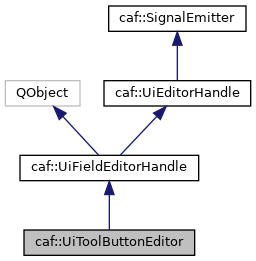 caf::SignalEmitter
QObject
caf::UiEditorHandle
caf::UiFieldEditorHandle
caf::UiToolButtonEditor